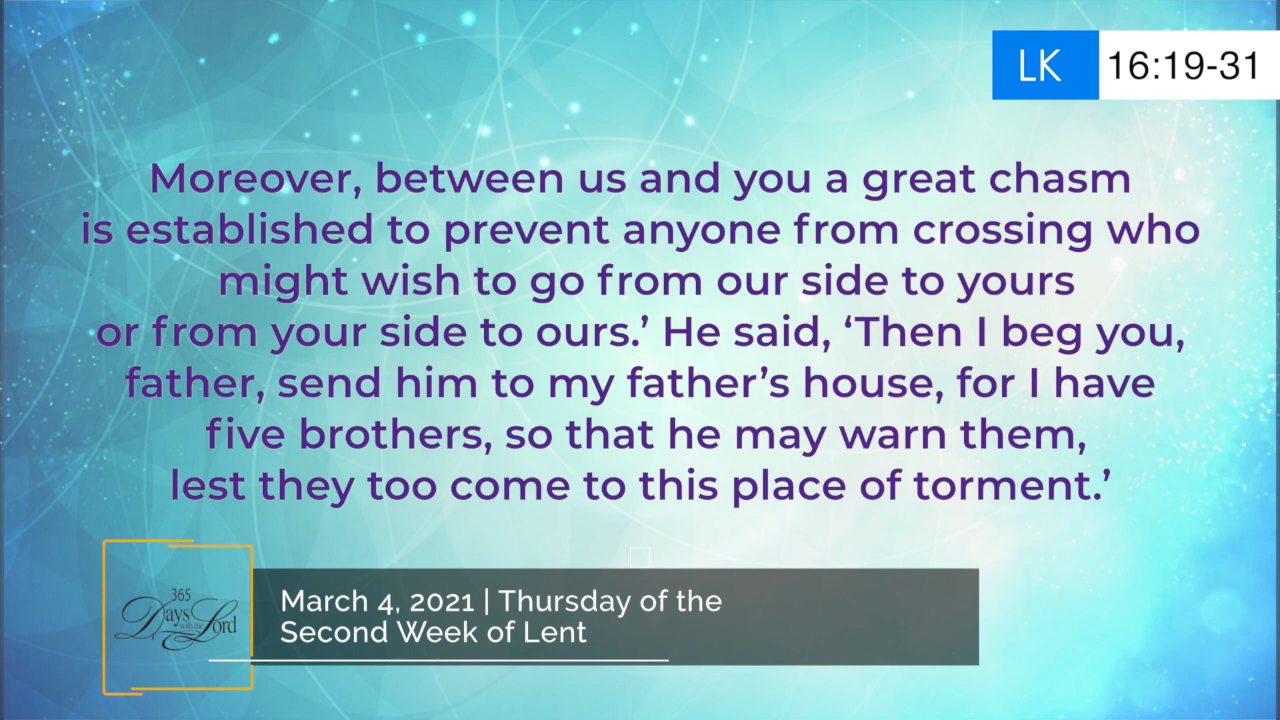 LK 16:19-31
Moreover, between us and you a great chasm
is established to prevent anyone from crossing who
might wish to go from our side to yours
or from your side to ours.’ He said, ‘Then I beg you,
father, send him to my father’s house, for I have
five brothers, so that he may warn them,
lest they too come to this place of torment.’
365
Days with the Lord
March 4, 2021 | Thursday of the
Second Week of Lent